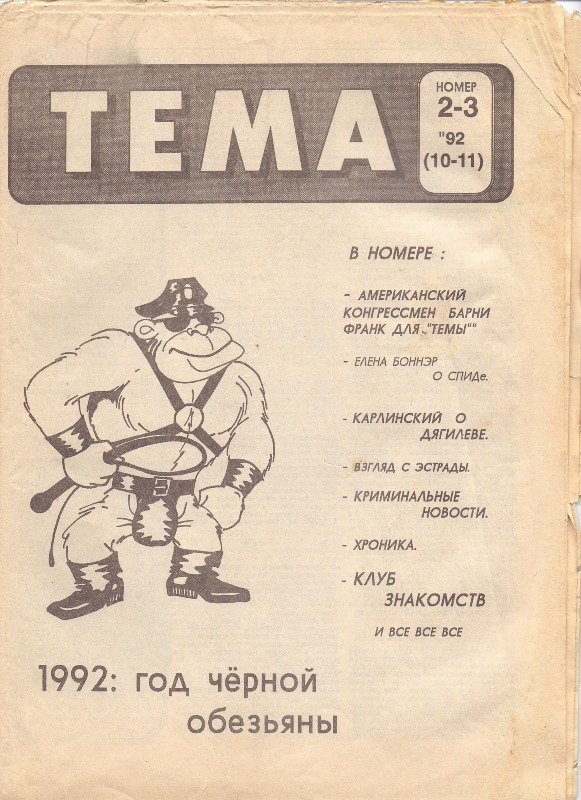 ТЕМА
НОМЕР
2-3
"92
(10-11)
В НОМЕРЕ :
- АМЕРИКАНСКИЙ
КОНГРЕССМЕН БАРНИ
ФРАНК ДЛЯ "ТЕМЫ""
- ЕЛЕНА БОННЭР
О СПИДе.
- КАРЛИНСКИЙ О
ДЯГИЛЕВЕ.
- ВЗГЛЯД С ЭСТРАДЫ.
- КРИМИНАЛЬНЫЕ
НОВОСТИ.
- ХРОНИКА.
- КЛУБ
ЗНАКОМСТВ
И ВСЕ ВСЕ ВСЕ
1992: год чёрной
обезьяны